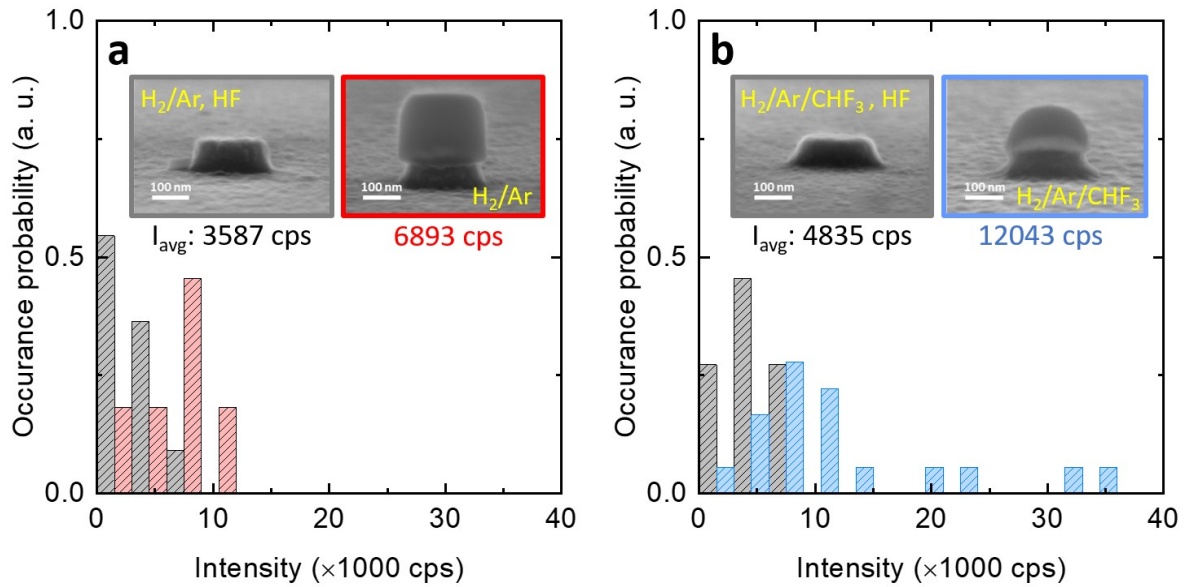 a
Occurance probability (a. u.)
1.0
0.5
0.0
H₂/Ar, HF
100 nm
H₂/Ar
100 nm
I_avg: 3587 cps
6893 cps
0 10 20 30 40
Intensity (×1000 cps)
b
Occurance probability (a. u.)
1.0
0.5
0.0
H₂/Ar/CHF₃ , HF
100 nm
H₂/Ar/CHF₃
100 nm
I_avg: 4835 cps
12043 cps
0 10 20 30 40
Intensity (×1000 cps)